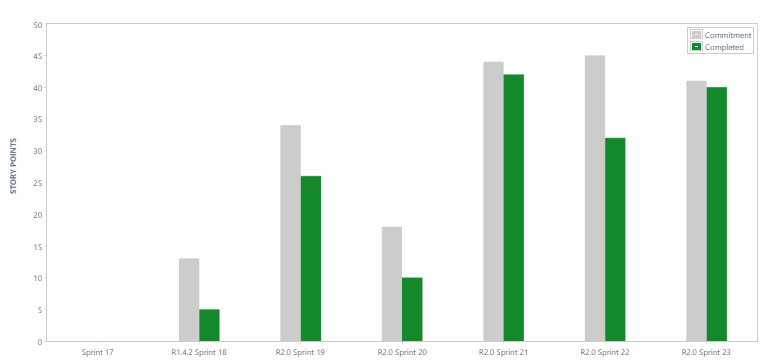 50
Commitment
Completed
45
40
35
30
STORY POINTS
25
20
15
10
5
0
Sprint 17 R1.4.2 Sprint 18 R2.0 Sprint 19 R2.0 Sprint 20 R2.0 Sprint 21 R2.0 Sprint 22 R2.0 Sprint 23